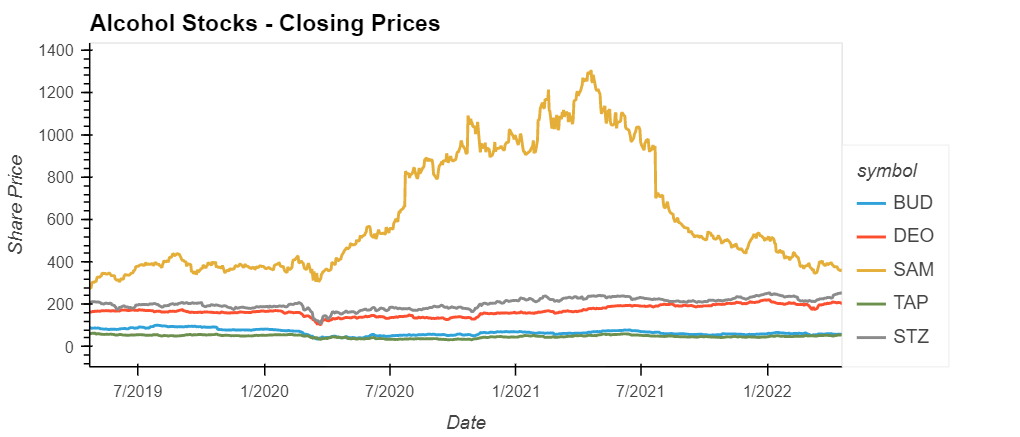 Alcohol Stocks - Closing Prices
1400
1200
1000
800
600
400
200
0
Share Price
7/2019 1/2020 7/2020 1/2021 7/2021 1/2022
Date
symbol
BUD
DEO
SAM
TAP
STZ